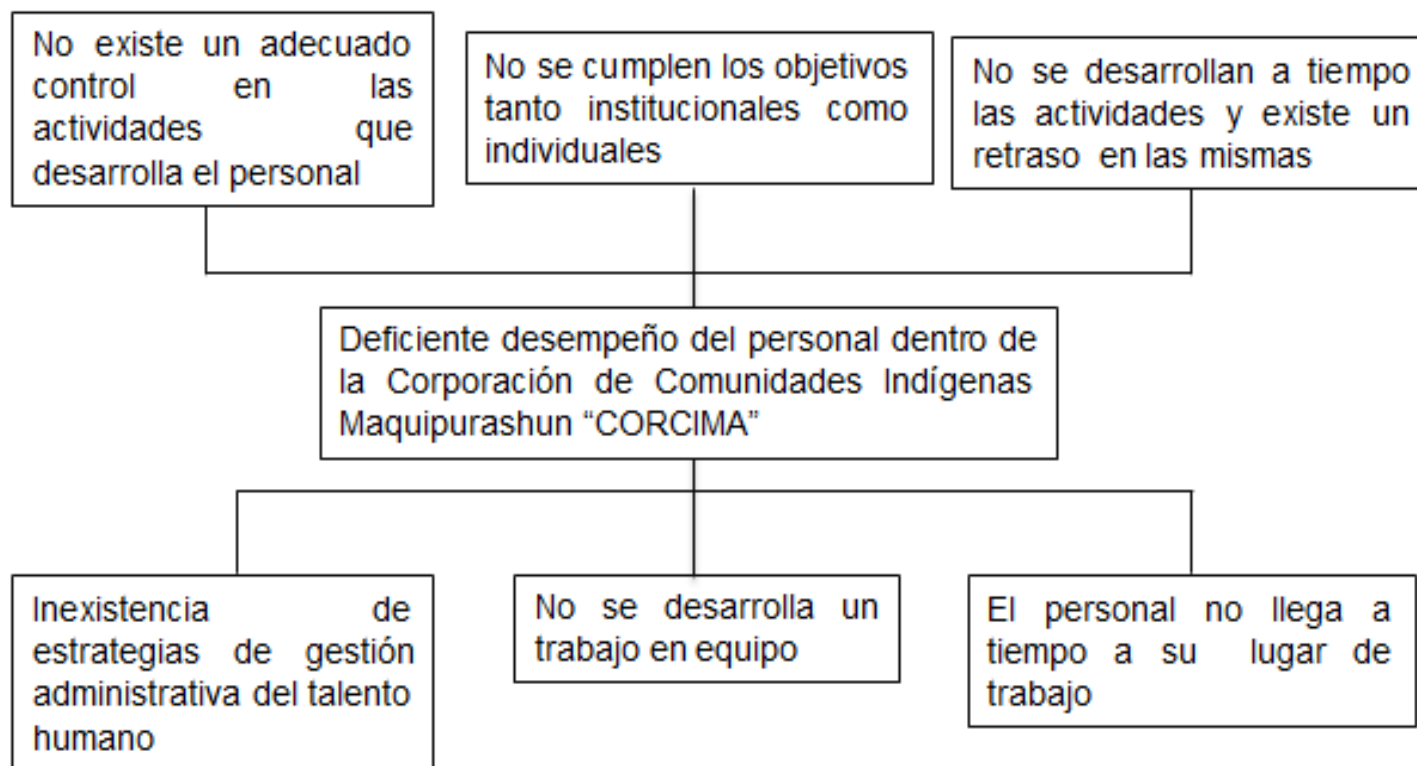 No existe un adecuado
control en las
actividades que
desarrolla el personal
No se cumplen los objetivos
tanto institucionales como
individuales
No se desarrollan a tiempo
las actividades y existe un
retraso en las mismas
Deficiente desempeño del personal dentro de
la Corporación de Comunidades Indígenas
Maquipurashun “CORCIMA”
Inexistencia de
estrategias de gestión
administrativa del talento
humano
No se desarrolla un
trabajo en equipo
El personal no llega a
tiempo a su lugar de
trabajo